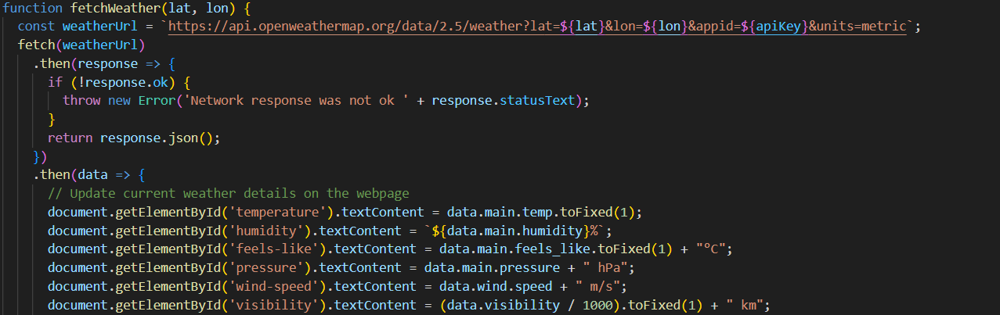 function fetchWeather(lat, lon) {
  const weatherUrl = `https://api.openweathermap.org/data/2.5/weather?lat=${lat}&lon=${lon}&appid=${apiKey}&units=metric`;
  fetch(weatherUrl)
    .then(response => {
      if (!response.ok) {
        throw new Error('Network response was not ok ' + response.statusText);
      }
      return response.json();
    })
    .then(data => {
      // Update current weather details on the webpage
      document.getElementById('temperature').textContent = data.main.temp.toFixed(1);
      document.getElementById('humidity').textContent = `${data.main.humidity}%`;
      document.getElementById('feels-like').textContent = data.main.feels_like.toFixed(1) + "°C";
      document.getElementById('pressure').textContent = data.main.pressure + " hPa";
      document.getElementById('wind-speed').textContent = data.wind.speed + " m/s";
      document.getElementById('visibility').textContent = (data.visibility / 1000).toFixed(1) + " km";